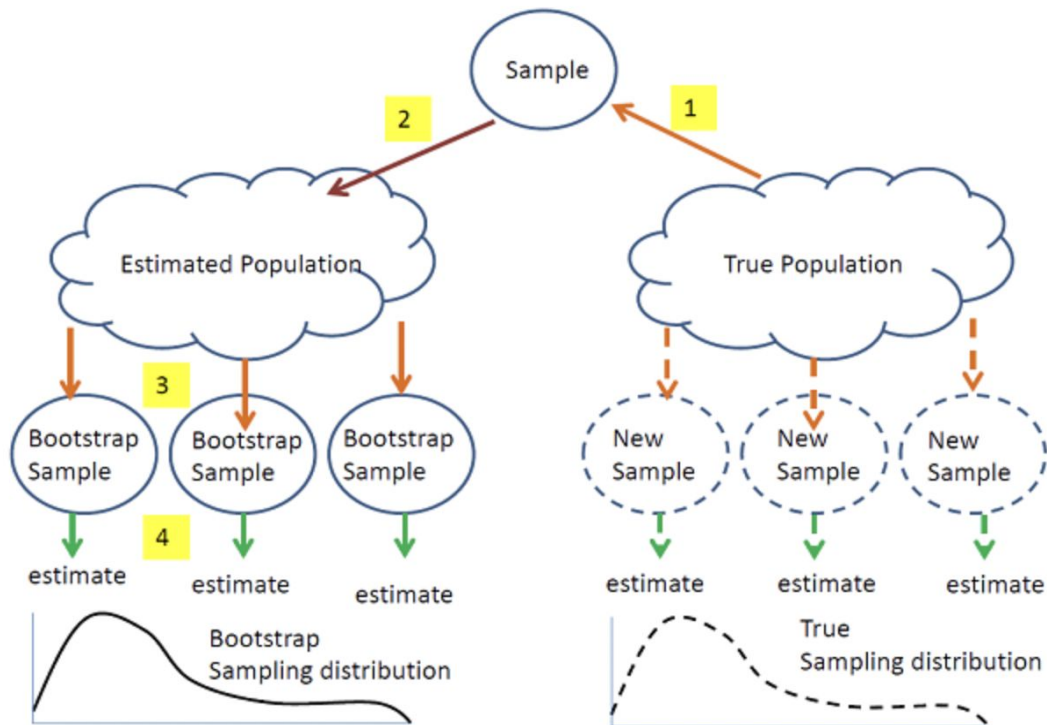 Sample
2
1
Estimated Population
True Population
3
Bootstrap
Sample
Bootstrap
Sample
Bootstrap
Sample
New
Sample
New
Sample
New
Sample
4
estimate
estimate
estimate
estimate
estimate
estimate
Bootstrap
Sampling distribution
True
Sampling distribution